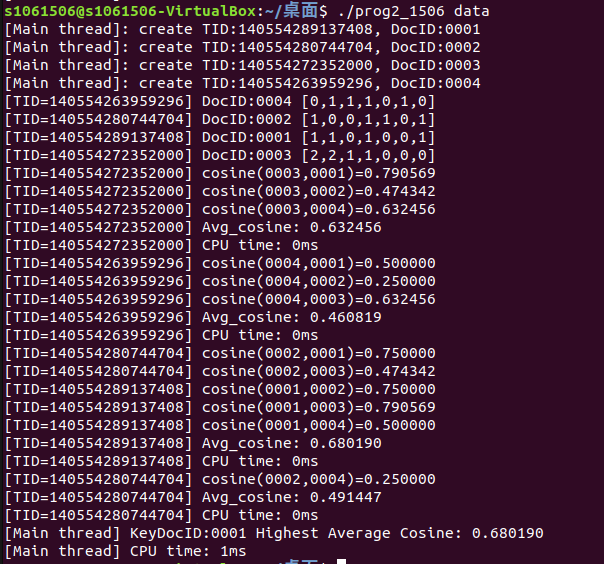 s1061506@s1061506-VirtualBox:~/桌面$ ./prog2_1506 data
[Main thread]: create TID:140554289137408, DocID:0001
[Main thread]: create TID:140554280744704, DocID:0002
[Main thread]: create TID:140554272352000, DocID:0003
[Main thread]: create TID:140554263959296, DocID:0004
[TID=140554263959296] DocID:0004 [0,1,1,1,0,1,0]
[TID=140554280744704] DocID:0002 [1,0,0,1,1,0,1]
[TID=140554289137408] DocID:0001 [1,1,0,1,0,0,1]
[TID=140554272352000] DocID:0003 [2,2,1,1,0,0,0]
[TID=140554272352000] cosine(0003,0001)=0.790569
[TID=140554272352000] cosine(0003,0002)=0.474342
[TID=140554272352000] cosine(0003,0004)=0.632456
[TID=140554272352000] Avg_cosine: 0.632456
[TID=140554272352000] CPU time: 0ms
[TID=140554263959296] cosine(0004,0001)=0.500000
[TID=140554263959296] cosine(0004,0002)=0.250000
[TID=140554263959296] cosine(0004,0003)=0.632456
[TID=140554263959296] Avg_cosine: 0.460819
[TID=140554263959296] CPU time: 0ms
[TID=140554280744704] cosine(0002,0001)=0.750000
[TID=140554280744704] cosine(0002,0003)=0.474342
[TID=140554289137408] cosine(0001,0002)=0.750000
[TID=140554289137408] cosine(0001,0003)=0.790569
[TID=140554289137408] cosine(0001,0004)=0.500000
[TID=140554289137408] Avg_cosine: 0.680190
[TID=140554289137408] CPU time: 0ms
[TID=140554280744704] cosine(0002,0004)=0.250000
[TID=140554280744704] Avg_cosine: 0.491447
[TID=140554280744704] CPU time: 0ms
[Main thread] KeyDocID:0001 Highest Average Cosine: 0.680190
[Main thread] CPU time: 1ms